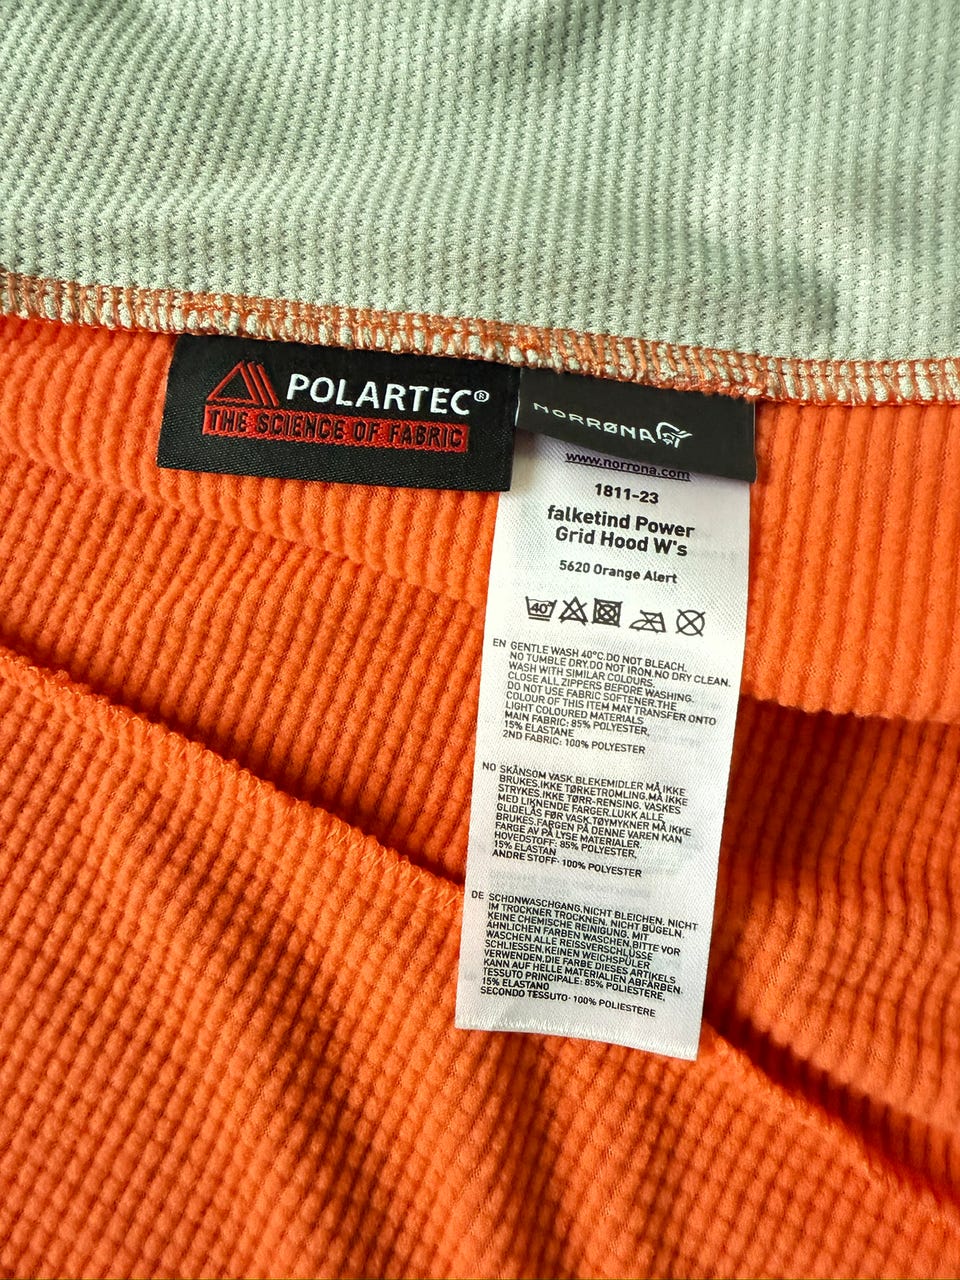 POLARTEC®
THE SCIENCE OF FABRIC
NORRØNA
www.norrona.com
1811-23
falketind Power
Grid Hood W's
5620 Orange Alert
40°
EN GENTLE WASH 40°C.DO NOT BLEACH.
NO TUMBLE DRY.DO NOT IRON.NO DRY CLEAN.
WASH WITH SIMILAR COLOURS.
CLOSE ALL ZIPPERS BEFORE WASHING.
DO NOT USE FABRIC SOFTENER.THE
COLOUR OF THIS ITEM MAY TRANSFER ONTO
LIGHT COLOURED MATERIALS
MAIN FABRIC: 85% POLYESTER,
15% ELASTANE
2ND FABRIC: 100% POLYESTER
NO SKÅNSOM VASK.BLEKEMIDLER MÅ IKKE
BRUKES.IKKE TØRKETROMLING.MÅ IKKE
STRYKES.IKKE TØRR-RENSING. VASKES
MED LIKNENDE FARGER.LUKK ALLE
GLIDELÅS FØR VASK.TØYMYKNER MÅ IKKE
BRUKES.FARGEN PÅ DENNE VAREN KAN
FARGE AV PÅ LYSE MATERIALER.
HOVEDSTOFF: 85% POLYESTER,
15% ELASTAN
ANDRE STOFF· 100% POLYESTER
DE SCHONWASCHGANG.NICHT BLEICHEN. NICHT
IM TROCKNER TROCKNEN. NICHT BÜGELN.
KEINE CHEMISCHE REINIGUNG. MIT
ÄHNLICHEN FARBEN WASCHEN,BITTE VOR
WASCHEN ALLE REISSVERSCHLÜSSE
SCHLIESSEN.KEINEN WEICHSPÜLER
VERWENDEN.DIE FARBE DIESES ARTIKELS
KANN AUF HELLE MATERIALIEN ABFÄRBEN.
TESSUTO PRINCIPALE: 85% POLIESTERE,
15% ELASTANO
SECONDO TESSUTO· 100% POLIESTERE